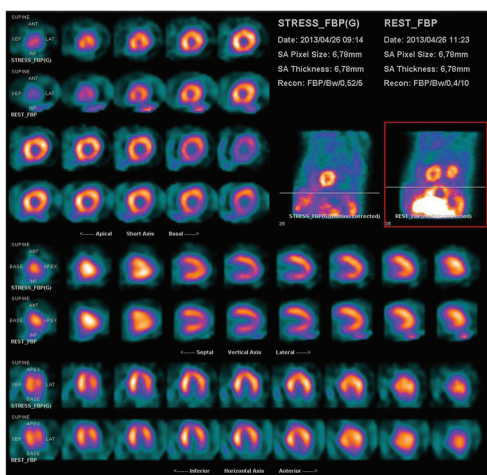 SUPINE
ANT
SEP LAT
INF
STRESS_FBP(G)
SUPINE
ANT
SEP LAT
INF
REST_FBP
<------ Apical Short Axis Basal ------>
STRESS_FBP(G)
Date: 2013/04/26 09:14
SA Pixel Size: 6,78mm
SA Thickness: 6,78mm
Recon: FBP/Bw/0,52/5
REST_FBP
Date: 2013/04/26 11:23
SA Pixel Size: 6,78mm
SA Thickness: 6,78mm
Recon: FBP/Bw/0,4/10
35
35
SUPINE
ANT
BASE APEX
INF
STRESS_FBP(G)
SUPINE
ANT
BASE APEX
INF
REST_FBP
<------ Septal Vertical Axis Lateral ------>
SUPINE
APEX
SEP LAT
BASE
STRESS_FBP(G)
SUPINE
APEX
SEP LAT
BASE
REST_FBP
<------ Inferior Horizontal Axis Anterior ------>